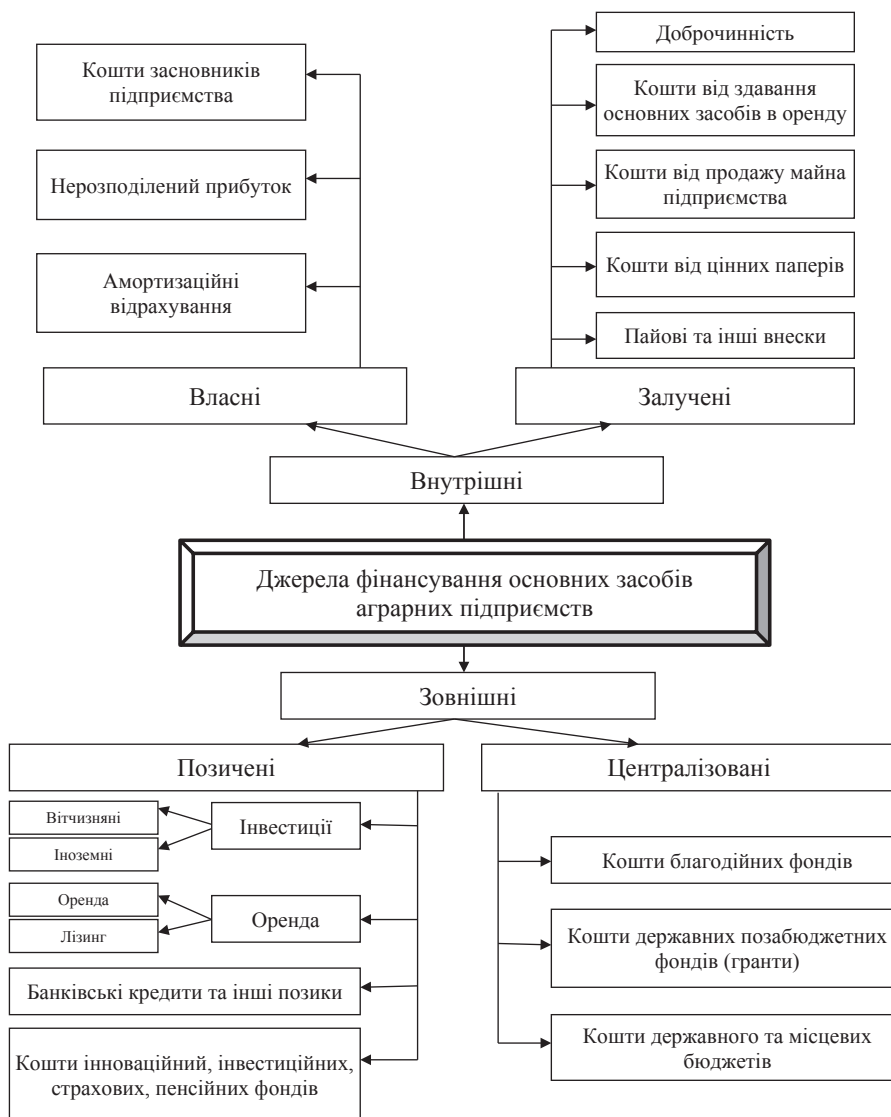 Доброчинність
Кошти засновників
підприємства
Кошти від здавання
основних засобів в оренду
Нерозподілений прибуток
Кошти від продажу майна
підприємства
Амортизаційні
відрахування
Кошти від цінних паперів
Пайові та інші внески
Власні
Залучені
Внутрішні
Джерела фінансування основних засобів
аграрних підприємств
Зовнішні
Позичені
Централізовані
Вітчизняні
Іноземні
Інвестиції
Оренда
Лізинг
Оренда
Банківські кредити та інші позики
Кошти інноваційний, інвестиційних,
страхових, пенсійних фондів
Кошти благодійних фондів
Кошти державних позабюджетних
фондів (гранти)
Кошти державного та місцевих
бюджетів